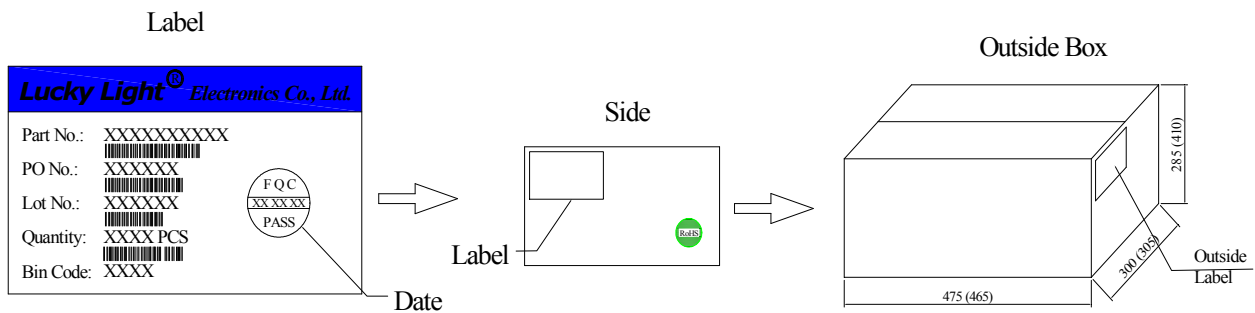 Label
Lucky Light® Electronics Co., Ltd.
Part No.: XXXXXXXXXX
PO No.: XXXXXX
Lot No.: XXXXXX
Quantity: XXXX PCS
Bin Code: XXXX
FQC
XX XX XX
PASS
Date
Side
Label
RoHS
Outside Box
285 (410)
300 (305)
475 (465)
Outside
Label